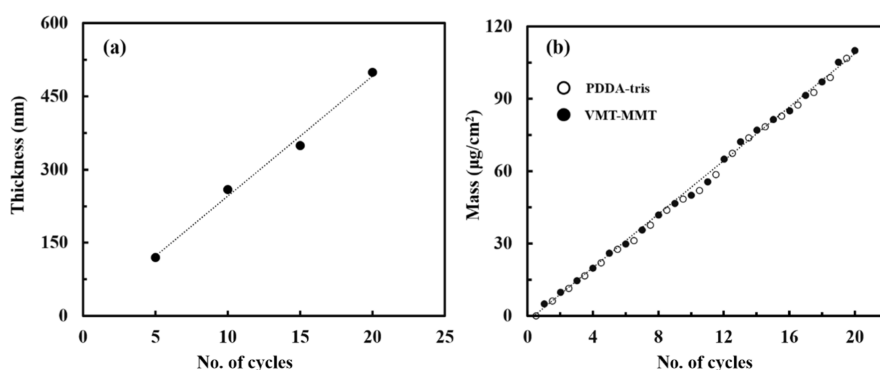 (a)
Thickness (nm)
600
450
300
150
0
0 5 10 15 20 25
No. of cycles
(b)
PDDA-tris
VMT-MMT
Mass (μg/cm²)
120
90
60
30
0
0 4 8 12 16 20
No. of cycles